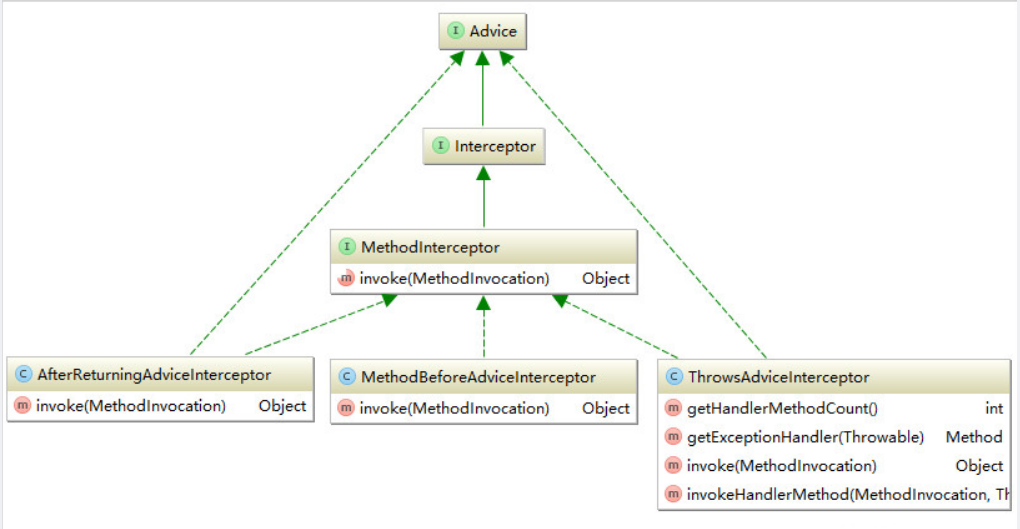 I Advice
I Interceptor
I MethodInterceptor
m invoke(MethodInvocation) Object
C AfterReturningAdviceInterceptor
m invoke(MethodInvocation) Object
C MethodBeforeAdviceInterceptor
m invoke(MethodInvocation) Object
C ThrowsAdviceInterceptor
m getHandlerMethodCount() int
m getExceptionHandler(Throwable) Method
m invoke(MethodInvocation) Object
m invokeHandlerMethod(MethodInvocation, Th